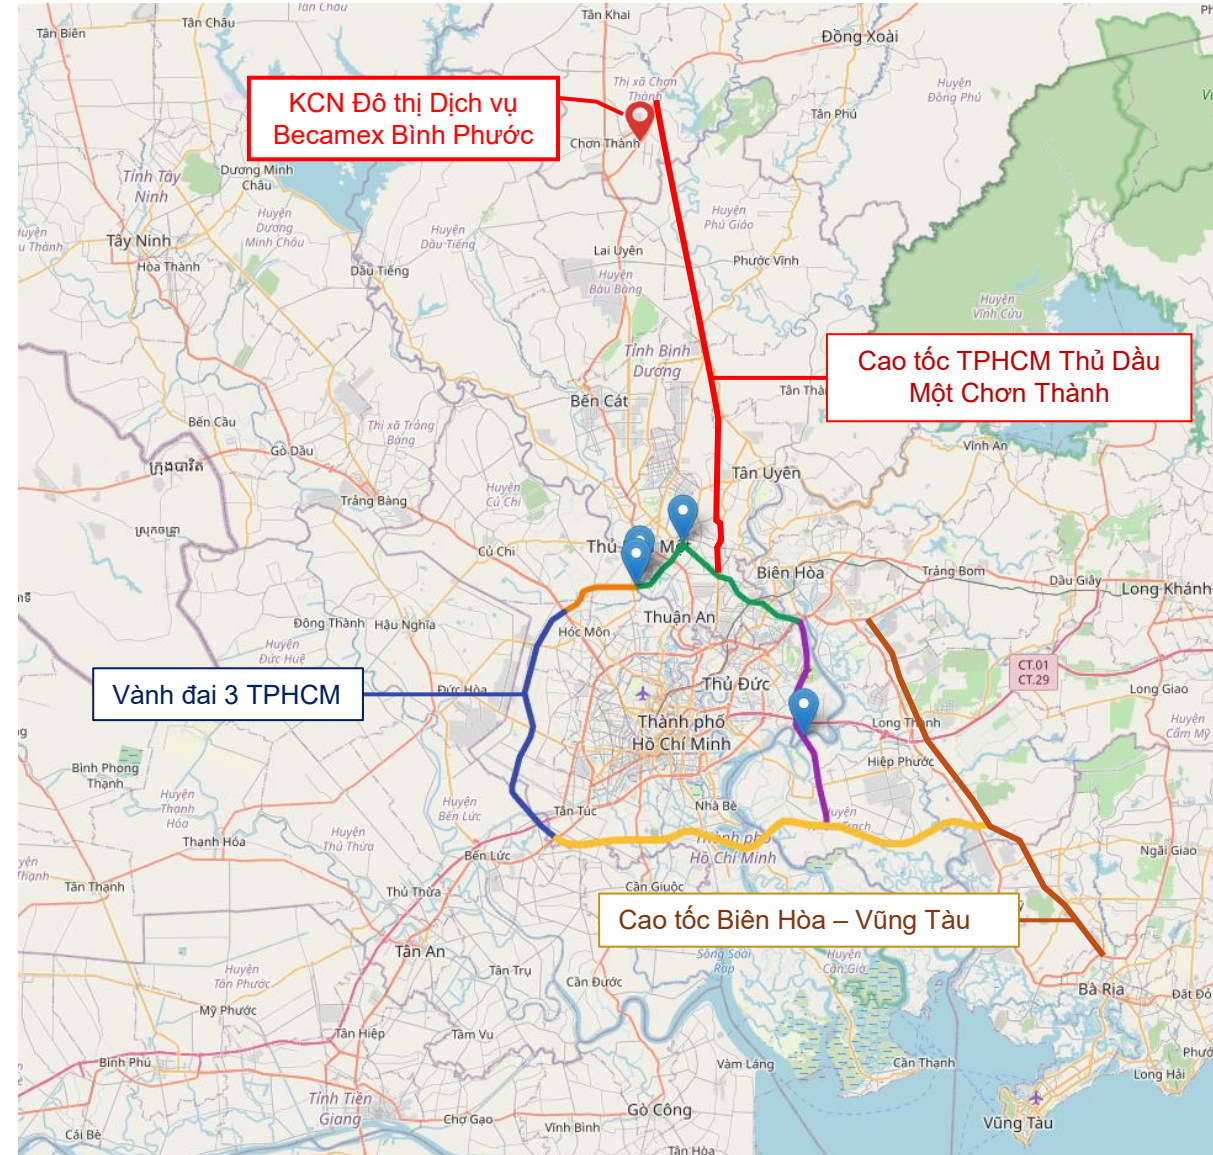 Tân Châu
Tân Khai
Tân Biên
Tân Châu
Đồng Xoài
Thị xã Chơn
Thành
Huyện
Đồng Phú
KCN Đô thị Dịch vụ
Becamex Bình Phước
Tân Phú
Chơn Thành
Tỉnh Tây
Ninh
Dương Minh
Châu
Huyện
Dương
Minh Châu
Huyện
Phú Giáo
Tây Ninh
Huyện
Dầu Tiếng
Lai Uyên
Hòa Thành
Dầu Tiếng
Huyện
Bàu Bàng
Phước Vĩnh
Huyện
Vĩnh Cửu
Tỉnh Bình
Dương
Cao tốc TPHCM Thủ Dầu
Một Chơn Thành
Bến Cát
Bến Cầu
Thị xã Trảng
Bàng
Gò Dầu
Vĩnh An
Tân Uyên
Huyện
Củ Chi
Trảng Bàng
Củ Chi
Biên Hòa
Trảng Bom
Dầu Giây
Long Khánh
Đông Thành
Hậu Nghĩa
Thuận An
Hóc Môn
Huyện
Đức Huệ
CT.01
CT.29
Vành đai 3 TPHCM
Đức Hòa
Thủ Đức
Long Giao
Thành phố
Hồ Chí Minh
Long Thành
Huyện
Cẩm Mỹ
Hiệp Phước
Bình Phong
Thạnh
Huyện
Thạnh
Hóa
Huyện
Bến Lức
Tân Túc
Nhà Bè
Huyện
Thạnh Hóa
Huyện
Thủ Thừa
Thành phố
Hồ Chí Minh
Bến Lức
Ngãi Giao
Tân Thạnh
Thủ Thừa
Cần Giuộc
Cao tốc Biên Hòa – Vũng Tàu
Tân An
Tân Trụ
Sông Soài
Rạp
Huyện
Cần Giờ
Huyện
Tân Phước
Cần Đước
Bà Rịa
Đất Đỏ
Mỹ Phước
Tân Hiệp
Tầm Vu
Bình Phú
Vàm Láng
Cần Thạnh
Long Hải
Tỉnh Tiền
Giang
Chợ Gạo
Gò Công
Vĩnh Bình
Vũng Tàu
Cái Bè
Tân Hòa